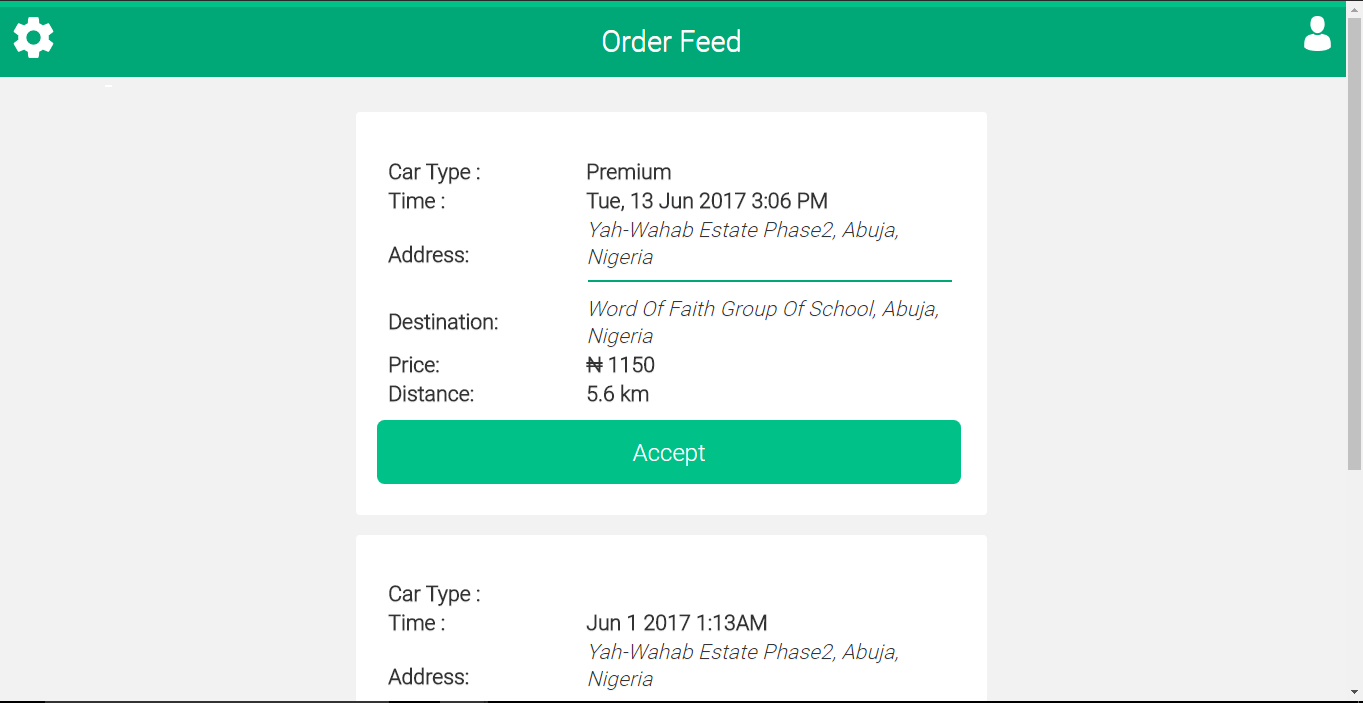 Order Feed
Car Type : Premium
Time : Tue, 13 Jun 2017 3:06 PM
Address: Yah-Wahab Estate Phase2, Abuja,
Nigeria
Destination: Word Of Faith Group Of School, Abuja,
Nigeria
Price: ₦ 1150
Distance: 5.6 km
Accept
Car Type :
Time : Jun 1 2017 1:13AM
Address: Yah-Wahab Estate Phase2, Abuja,
Nigeria